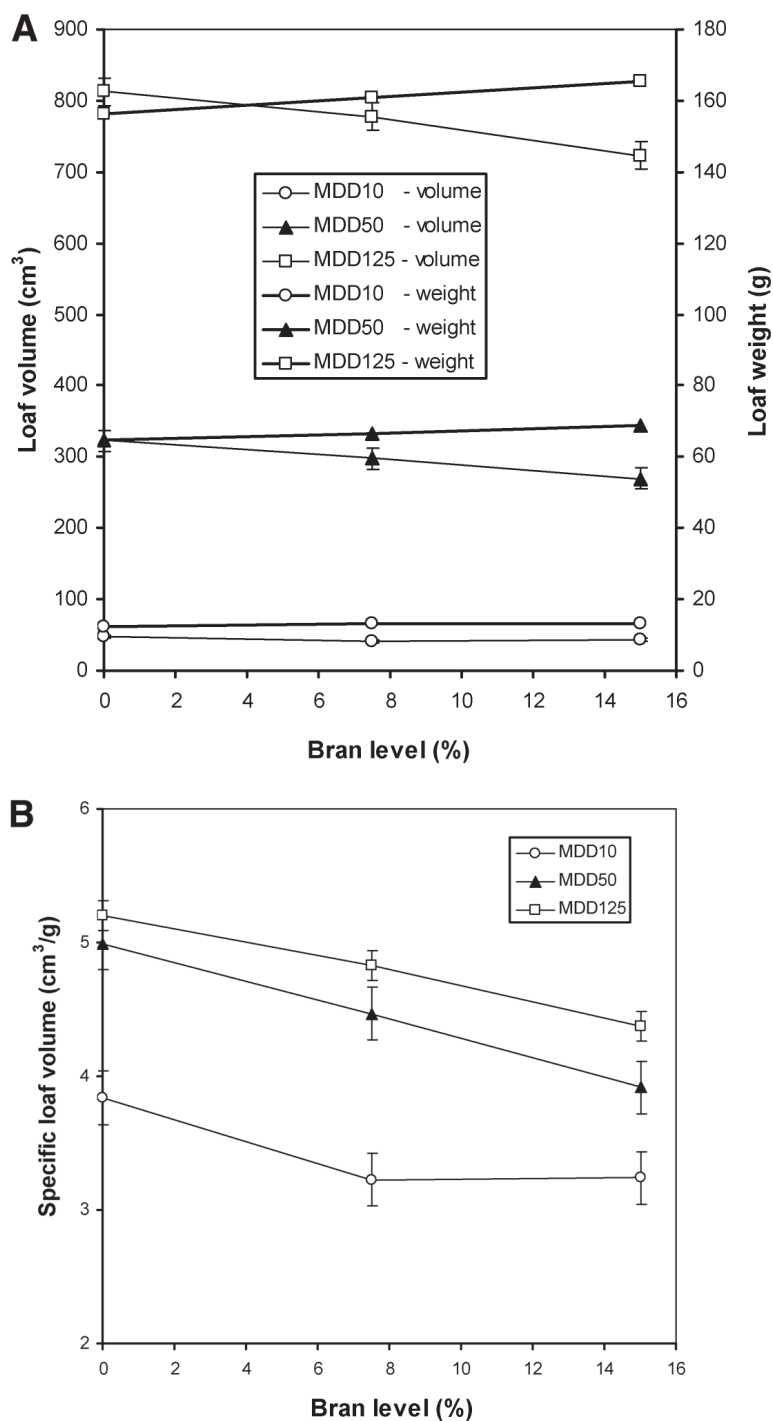 A
900
800
700
600
500
400
300
200
100
0
Loaf volume (cm³)
180
160
140
120
100
80
60
40
20
0
Loaf weight (g)
MDD10 - volume
MDD50 - volume
MDD125 - volume
MDD10 - weight
MDD50 - weight
MDD125 - weight
0 2 4 6 8 10 12 14 16
Bran level (%)
B
6
5
4
3
2
Specific loaf volume (cm³/g)
MDD10
MDD50
MDD125
0 2 4 6 8 10 12 14 16
Bran level (%)